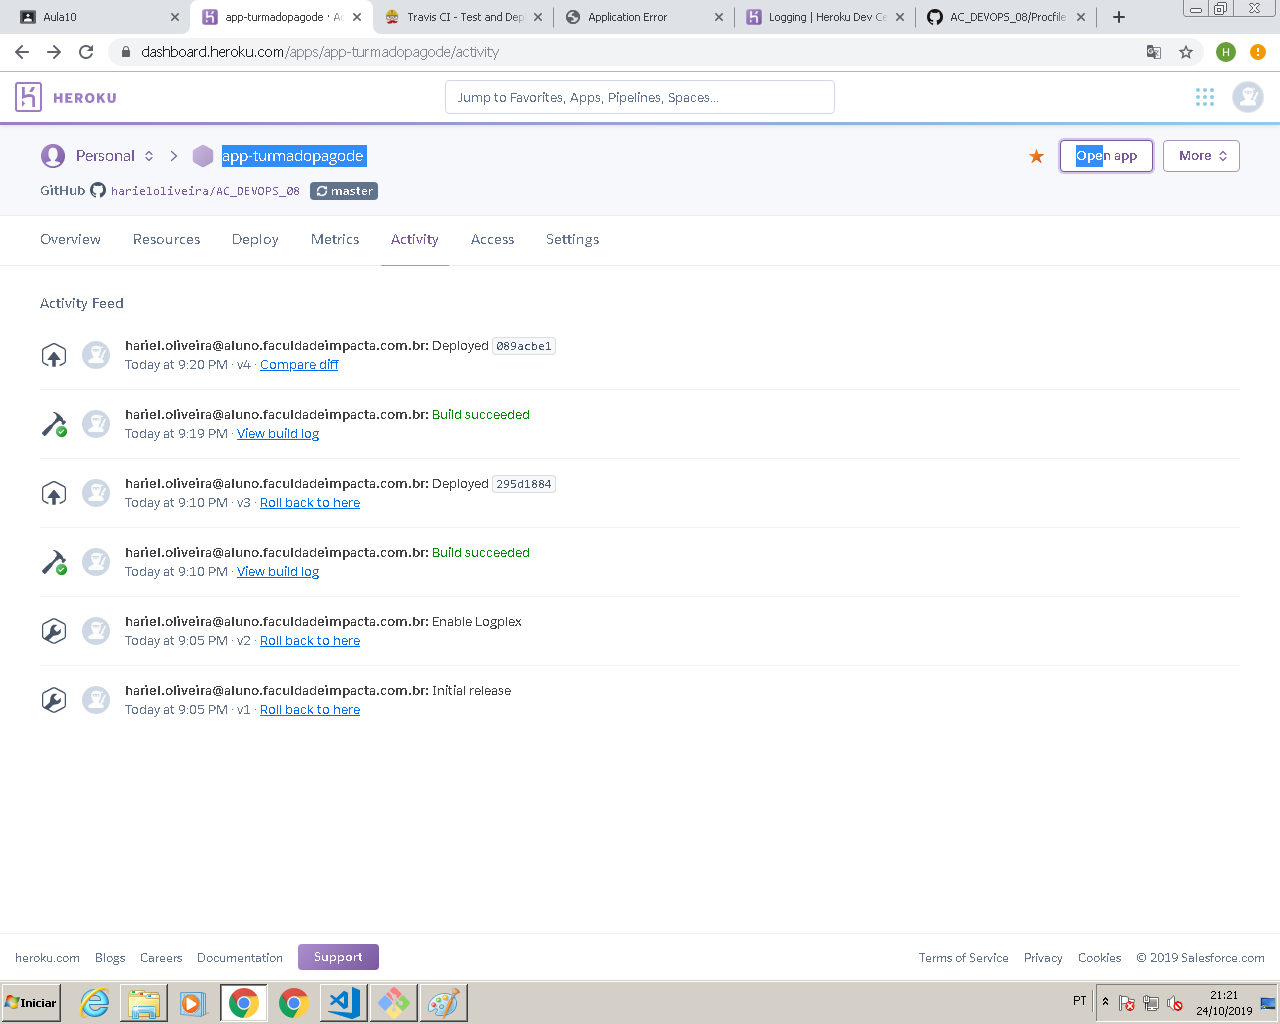 Aula10
app-turmadopagode · Ac
Travis CI - Test and Dep
Application Error
Logging | Heroku Dev Ce
AC_DEVOPS_08/Procfile
dashboard.heroku.com/apps/app-turmadopagode/activity
H
HEROKU
Jump to Favorites, Apps, Pipelines, Spaces...
Personal
app-turmadopagode
Open app
More
GitHub harieloliveira/AC_DEVOPS_08 master
Overview
Resources
Deploy
Metrics
Activity
Access
Settings
Activity Feed
hariel.oliveira@aluno.faculdadeimpacta.com.br: Deployed 089acbe1
Today at 9:20 PM · v4 · Compare diff
hariel.oliveira@aluno.faculdadeimpacta.com.br: Build succeeded
Today at 9:19 PM · View build log
hariel.oliveira@aluno.faculdadeimpacta.com.br: Deployed 295d1884
Today at 9:10 PM · v3 · Roll back to here
hariel.oliveira@aluno.faculdadeimpacta.com.br: Build succeeded
Today at 9:10 PM · View build log
hariel.oliveira@aluno.faculdadeimpacta.com.br: Enable Logplex
Today at 9:05 PM · v2 · Roll back to here
hariel.oliveira@aluno.faculdadeimpacta.com.br: Initial release
Today at 9:05 PM · v1 · Roll back to here
heroku.com
Blogs
Careers
Documentation
Support
Terms of Service
Privacy
Cookies
© 2019 Salesforce.com
Iniciar
PT
21:21
24/10/2019